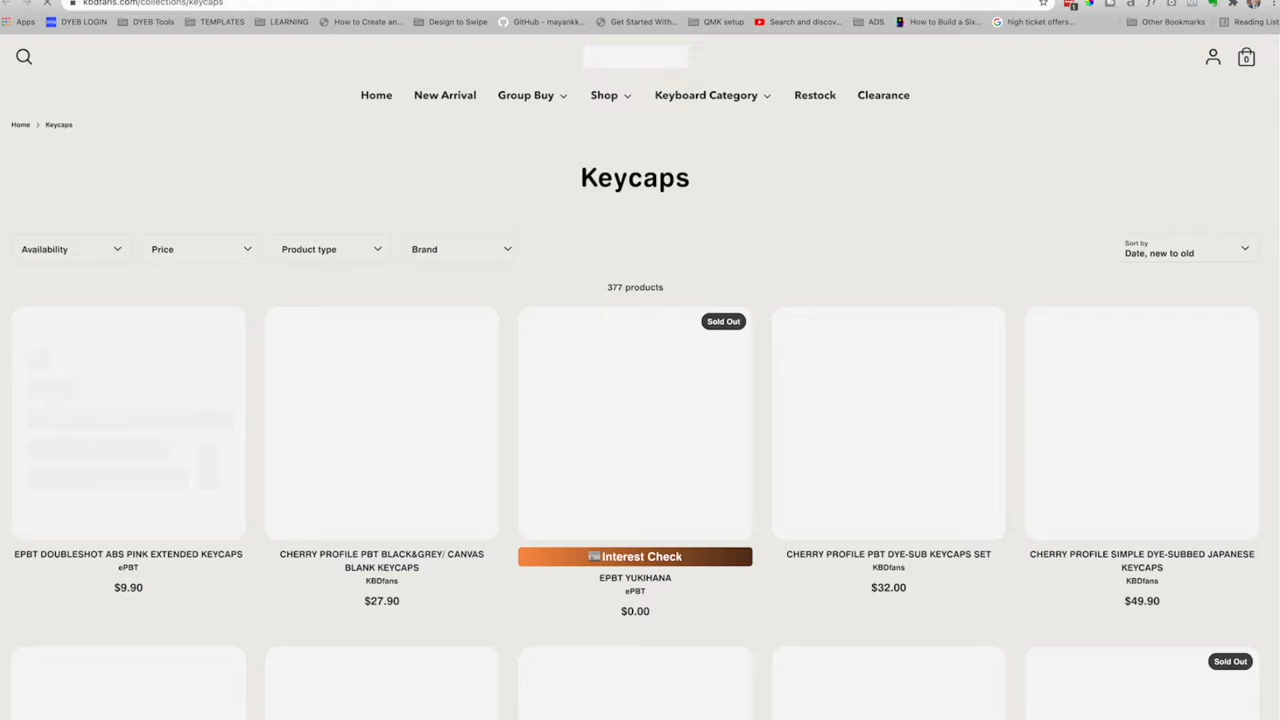 kbdfans.com/collections/keycaps
Apps DYEB LOGIN DYEB Tools TEMPLATES LEARNING How to Create an... Design to Swipe GitHub - mayankk... Get Started With... QMK setup Search and discov... ADS How to Build a Six... high ticket offers... Other Bookmarks Reading List
0
Home New Arrival Group Buy Shop Keyboard Category Restock Clearance
Home > Keycaps
Keycaps
Availability Price Product type Brand
Sort by
Date, new to old
377 products
Sold Out
EPBT DOUBLESHOT ABS PINK EXTENDED KEYCAPS
ePBT
$9.90
CHERRY PROFILE PBT BLACK&GREY/ CANVAS
BLANK KEYCAPS
KBDfans
$27.90
Interest Check
EPBT YUKIHANA
ePBT
$0.00
CHERRY PROFILE PBT DYE-SUB KEYCAPS SET
KBDfans
$32.00
CHERRY PROFILE SIMPLE DYE-SUBBED JAPANESE
KEYCAPS
KBDfans
$49.90
Sold Out